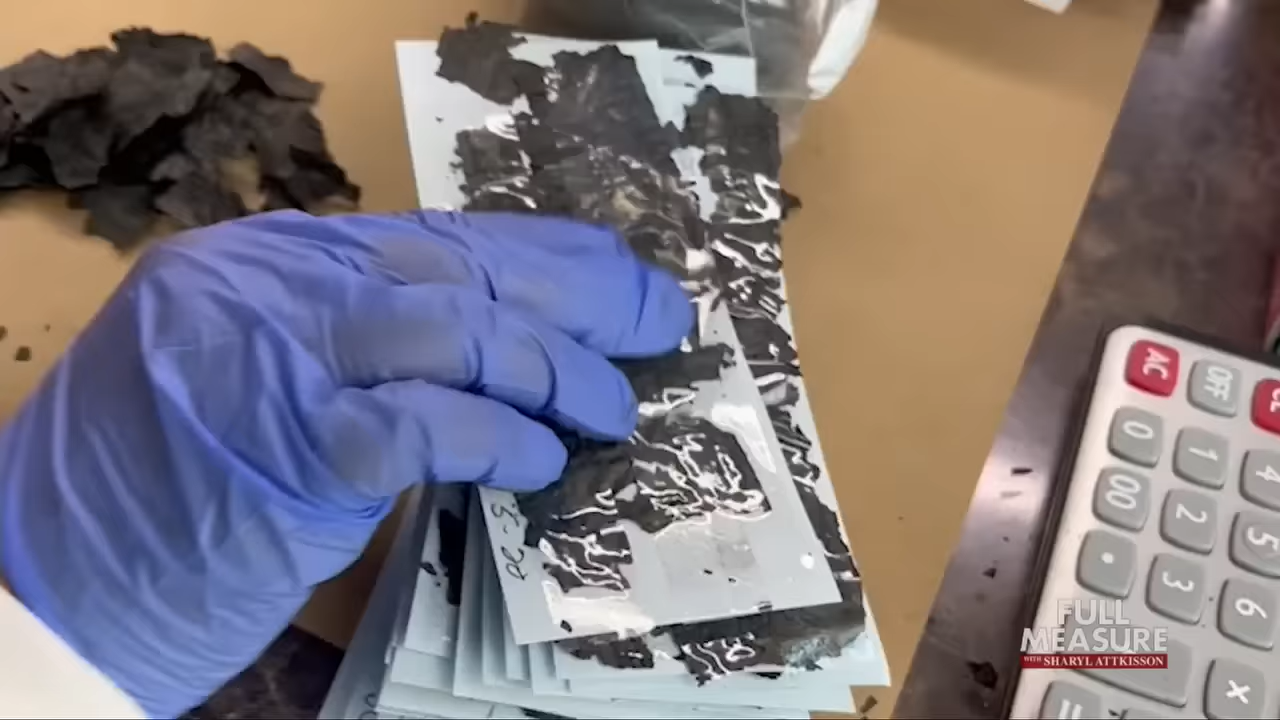 AC
OFF
0
1
4
00
2
5
.
3
6
x
=
FULL
MEASURE
WITH SHARYL ATTKISSON